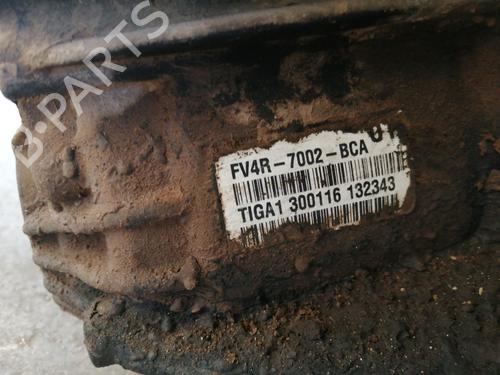 B-PARTS
FV4R-7002-BCA
TIGA1 300116 132343